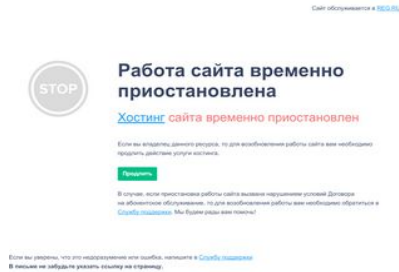 Сайт обслуживается в REG.RU
STOP
Работа сайта временно
приостановлена
Хостинг сайта временно приостановлен
Если вы владелец данного ресурса, то для возобновления работы сайта вам необходимо
продлить действие услуги хостинга.
Продлить
В случае, если приостановка работы сайта вызвана нарушением условий Договора
на абонентское обслуживание, то для возобновления работы вам необходимо обратиться в
Службу поддержки. Мы будем рады вам помочь!
Если вы уверены, что это недоразумение или ошибка, напишите в Службу поддержки.
В письме не забудьте указать ссылку на страницу.